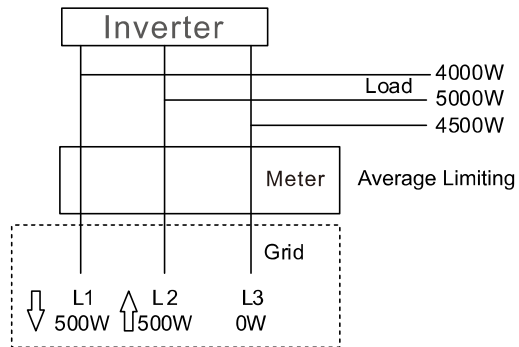 Inverter
4000W
Load
5000W
4500W
Meter
Average Limiting
Grid
L1 L2 L3
500W 500W 0W